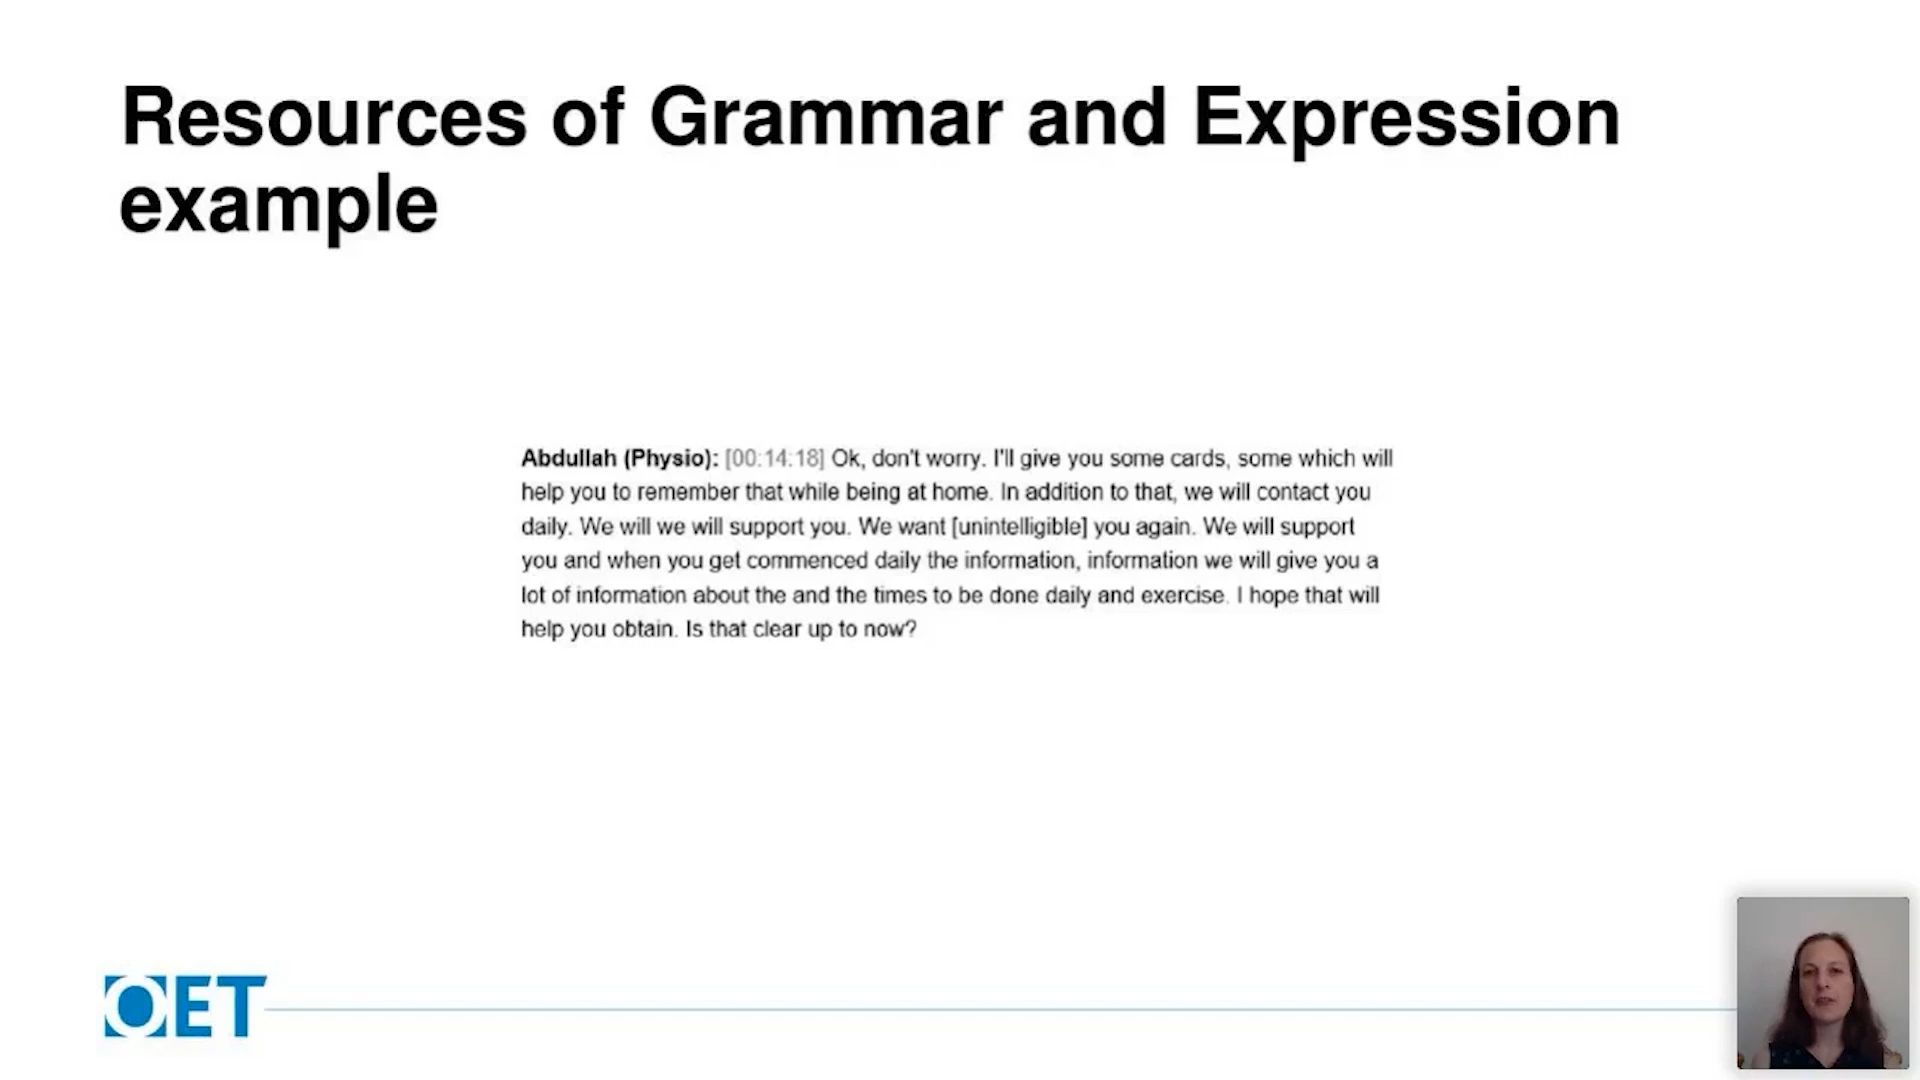 Resources of Grammar and Expression
example
Abdullah (Physio): [00:14:18] Ok, don't worry. I'll give you some cards, some which will
help you to remember that while being at home. In addition to that, we will contact you
daily. We will we will support you. We want [unintelligible] you again. We will support
you and when you get commenced daily the information, information we will give you a
lot of information about the and the times to be done daily and exercise. I hope that will
help you obtain. Is that clear up to now?
OET